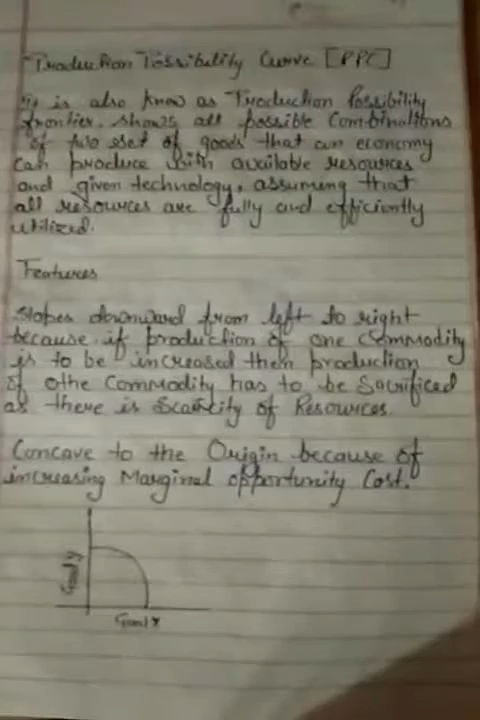 Production Possibility Curve [PPC]
It is also know as Production Possibility
frontier. shows all possible Combinations
of two set of goods that an economy
can produce with available resources
and given technology, assuming that
all resources are fully and efficiently
utilized.
Features
Slopes downward from left to right
because if production of one Commodity
is to be increased then production
of othe Commodity has to be Sacrificed
as there is Scarcity of Resources.
Concave to the Origin because of
increasing Marginal opportunity Cost.
Good y
Good x